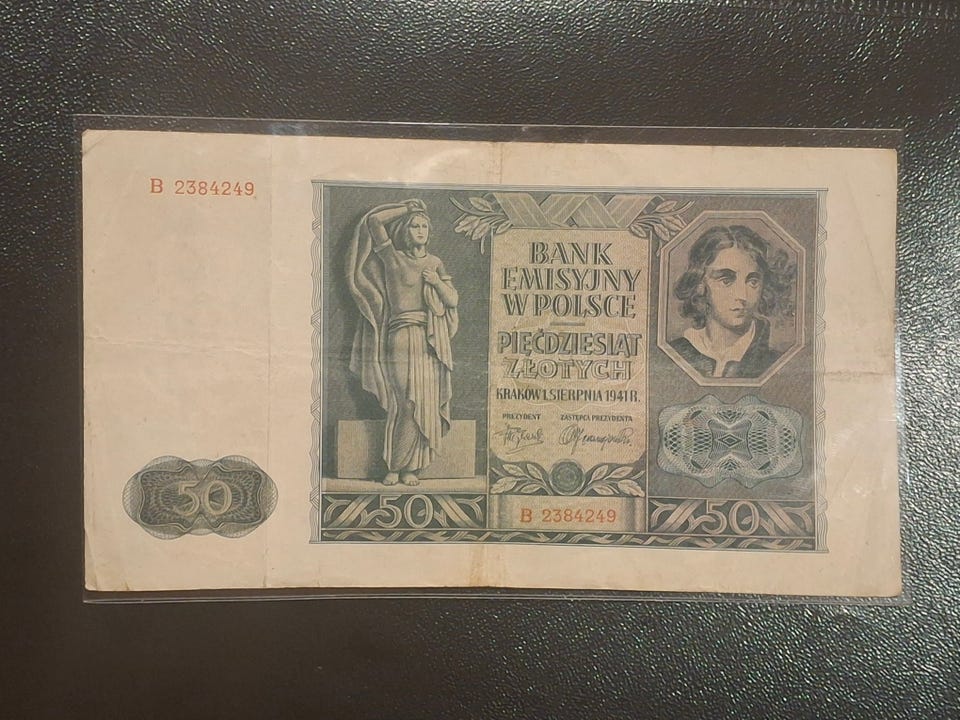 B 2384249
BANK
EMISYJNY
W POLSCE
PIĘĆDZIESIĄT
ZŁOTYCH
KRAKÓW 1. SIERPNIA 1941 R.
PREZYDENT ZASTĘPCA PREZYDENTA
50
50 B 2384249 50